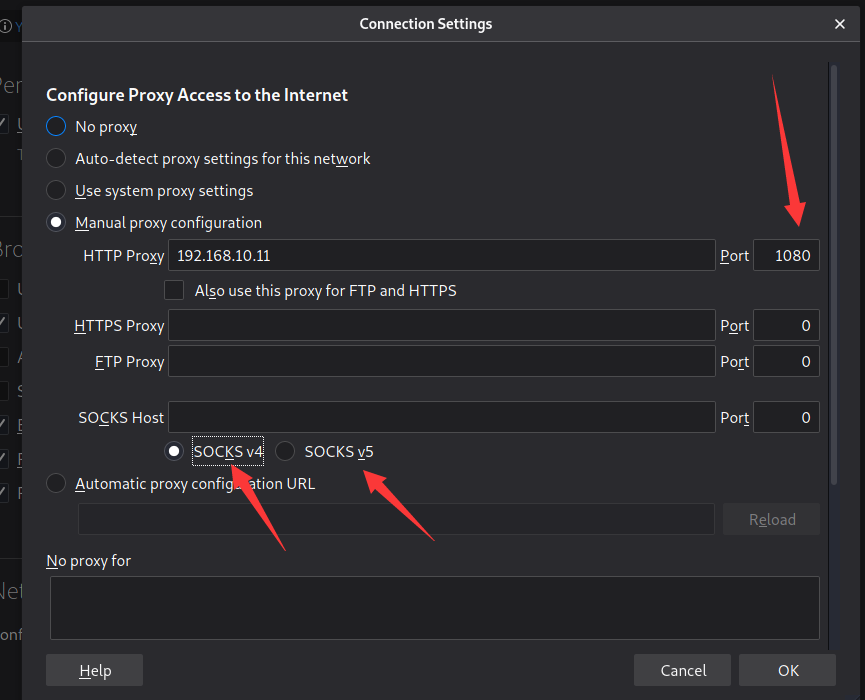 Connection Settings
Configure Proxy Access to the Internet
No proxy
Auto-detect proxy settings for this network
Use system proxy settings
Manual proxy configuration
HTTP Proxy 192.168.10.11 Port 1080
Also use this proxy for FTP and HTTPS
HTTPS Proxy Port 0
FTP Proxy Port 0
SOCKS Host Port 0
SOCKS v4 SOCKS v5
Automatic proxy configuration URL
Reload
No proxy for
Help Cancel OK